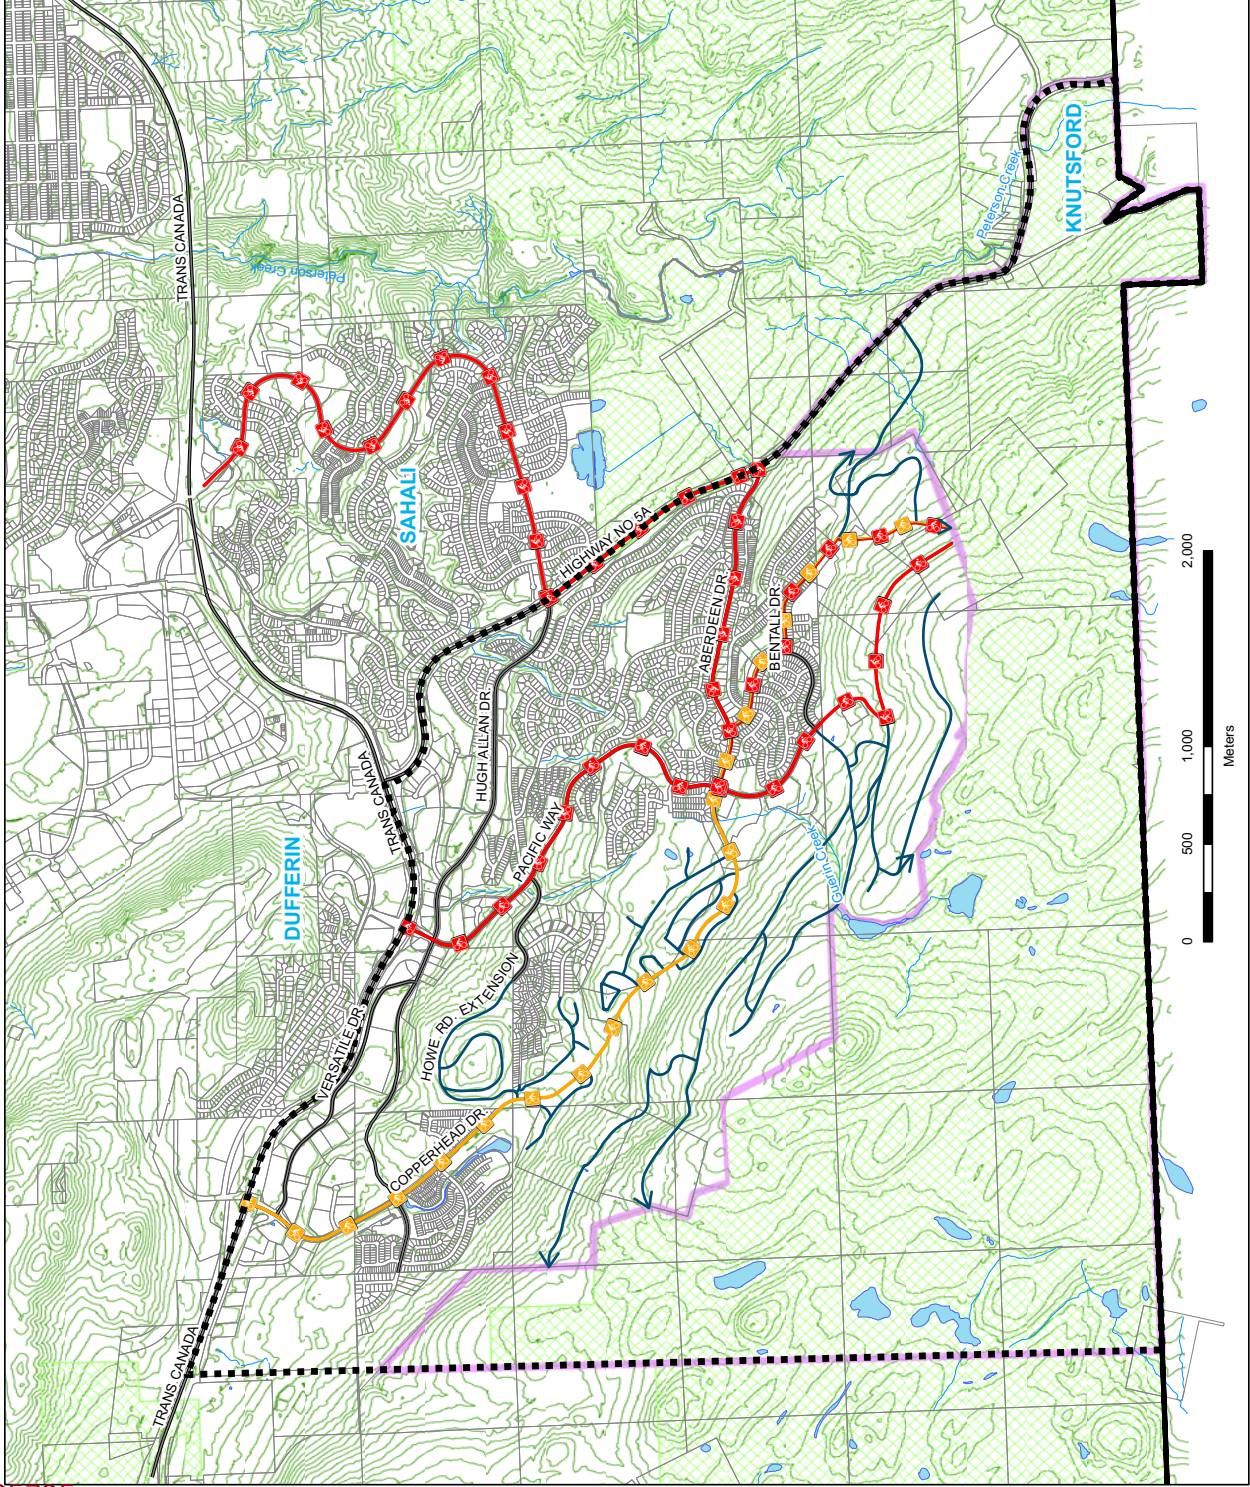 TRANS CANADA
Peterson Creek
SAHALI
HIGHWAY NO 5A
Peterson Creek
KNUTSFORD
TRANS CANADA
DUFFERIN
HUGH ALLAN DR.
PACIFIC WAY
ABERDEEN DR.
BENTALL DR.
Guerin Creek
VERSATILE DR.
HOWE RD. EXTENSION
COPPERHEAD DR.
TRANS CANADA
0 500 1,000 2,000
Meters